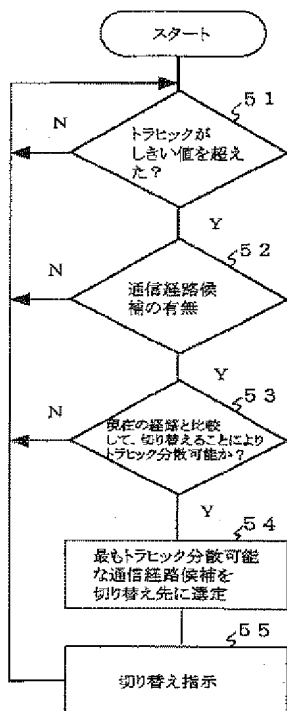 スタート
51
N
トラヒックが
しきい値を超え
た?
Y
52
N
通信経路候
補の有無
Y
53
N
現在の経路と比較
して、切り替えることにより
トラヒック分散可能か?
Y
54
最もトラヒック分散可能
な通信経路候補を
切り替え先に選定
55
切り替え指示